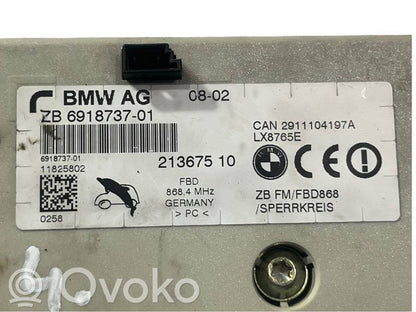 BMW AG 08-02
ZB 6918737-01
CAN 2911104197A
LX8765E
6918737-01
11825802
213675 10
FBD
868,4 MHz
GERMANY
> PC <
0258
CE
ZB FM/FBD868
/SPERRKREIS
Ovoko